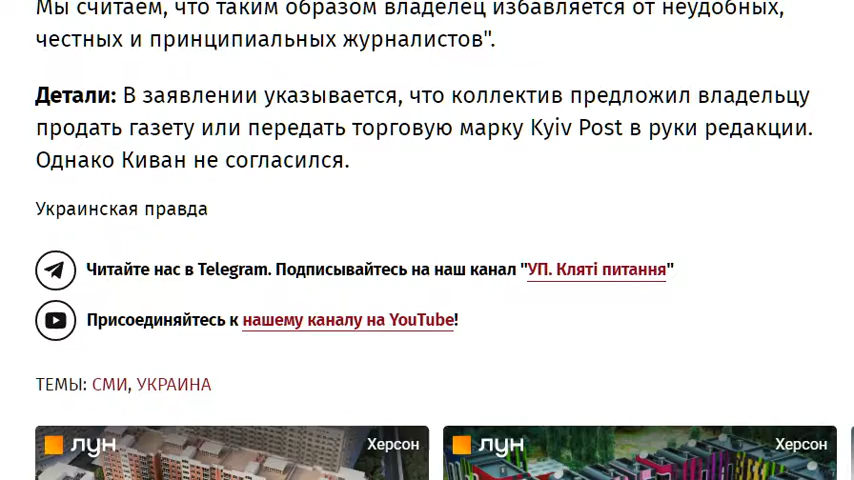 Мы считаем, что таким образом владелец избавляется от неудобных,
честных и принципиальных журналистов".
Детали: В заявлении указывается, что коллектив предложил владельцу
продать газету или передать торговую марку Kyiv Post в руки редакции.
Однако Киван не согласился.
Украинская правда
Читайте нас в Telegram. Подписывайтесь на наш канал "УП. Кляті питання"
Присоединяйтесь к нашему каналу на YouTube!
ТЕМЫ: СМИ, УКРАИНА
лун Херсон
лун Херсон